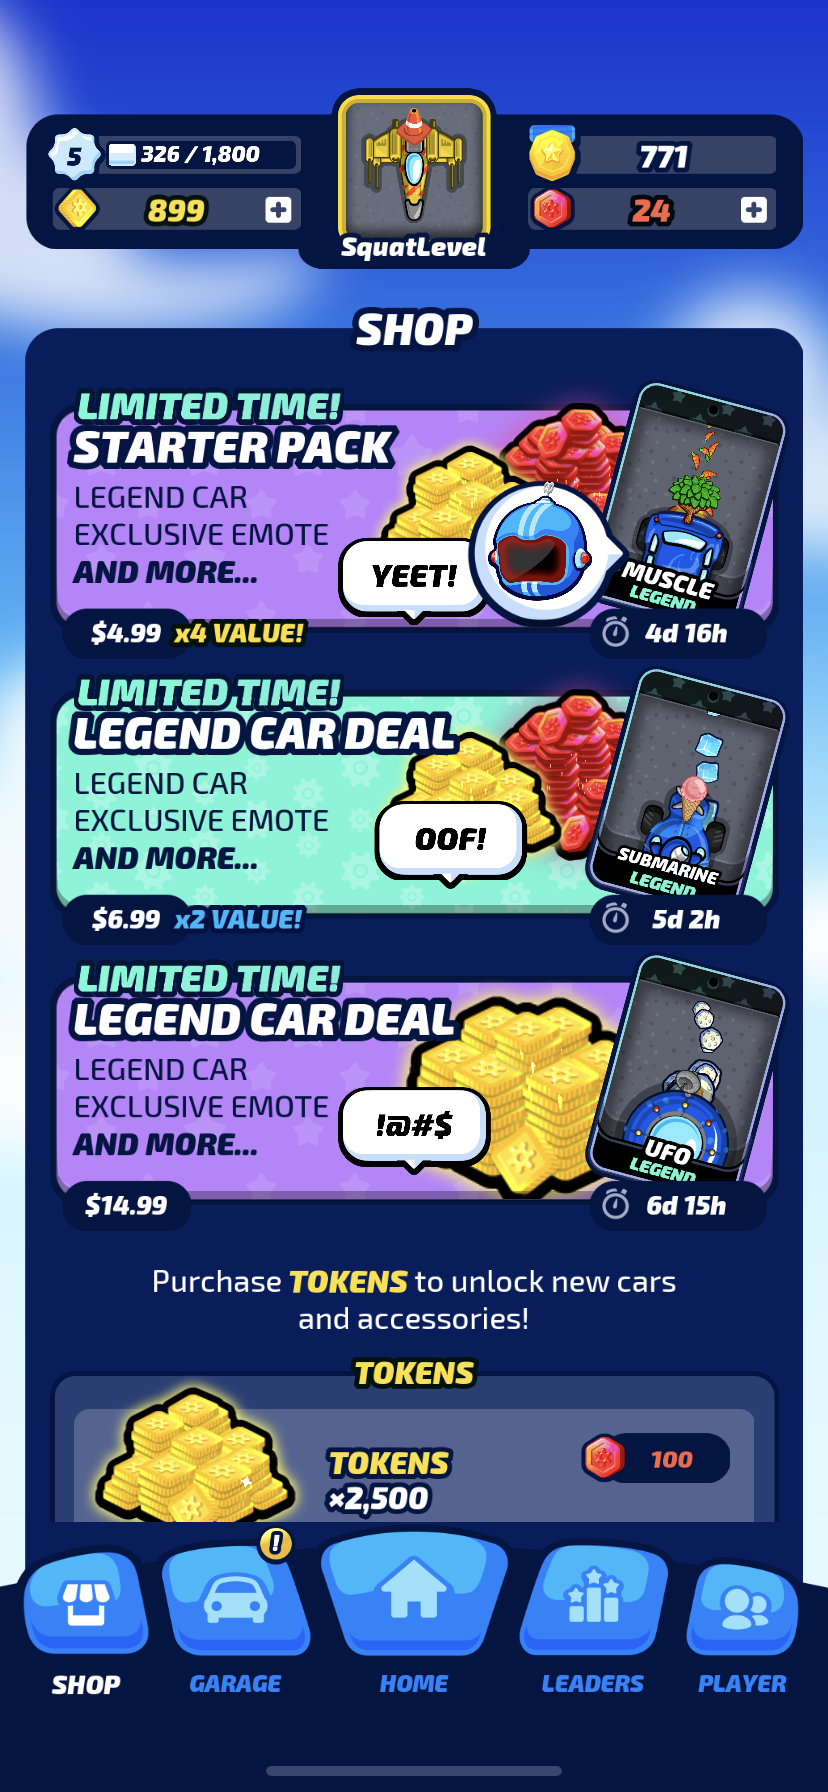 5
326 / 1,800
771
899
24
SquatLevel
SHOP
LIMITED TIME!
STARTER PACK
LEGEND CAR
EXCLUSIVE EMOTE
AND MORE...
YEET!
MUSCLE
LEGEND
$4.99 x4 VALUE!
4d 16h
LIMITED TIME!
LEGEND CAR DEAL
LEGEND CAR
EXCLUSIVE EMOTE
AND MORE...
OOF!
SUBMARINE
LEGEND
$6.99 x2 VALUE!
5d 2h
LIMITED TIME!
LEGEND CAR DEAL
LEGEND CAR
EXCLUSIVE EMOTE
AND MORE...
!@#$
UFO
LEGEND
$14.99
6d 15h
Purchase TOKENS to unlock new cars
and accessories!
TOKENS
TOKENS
×2,500
100
!
SHOP
GARAGE
HOME
LEADERS
PLAYER